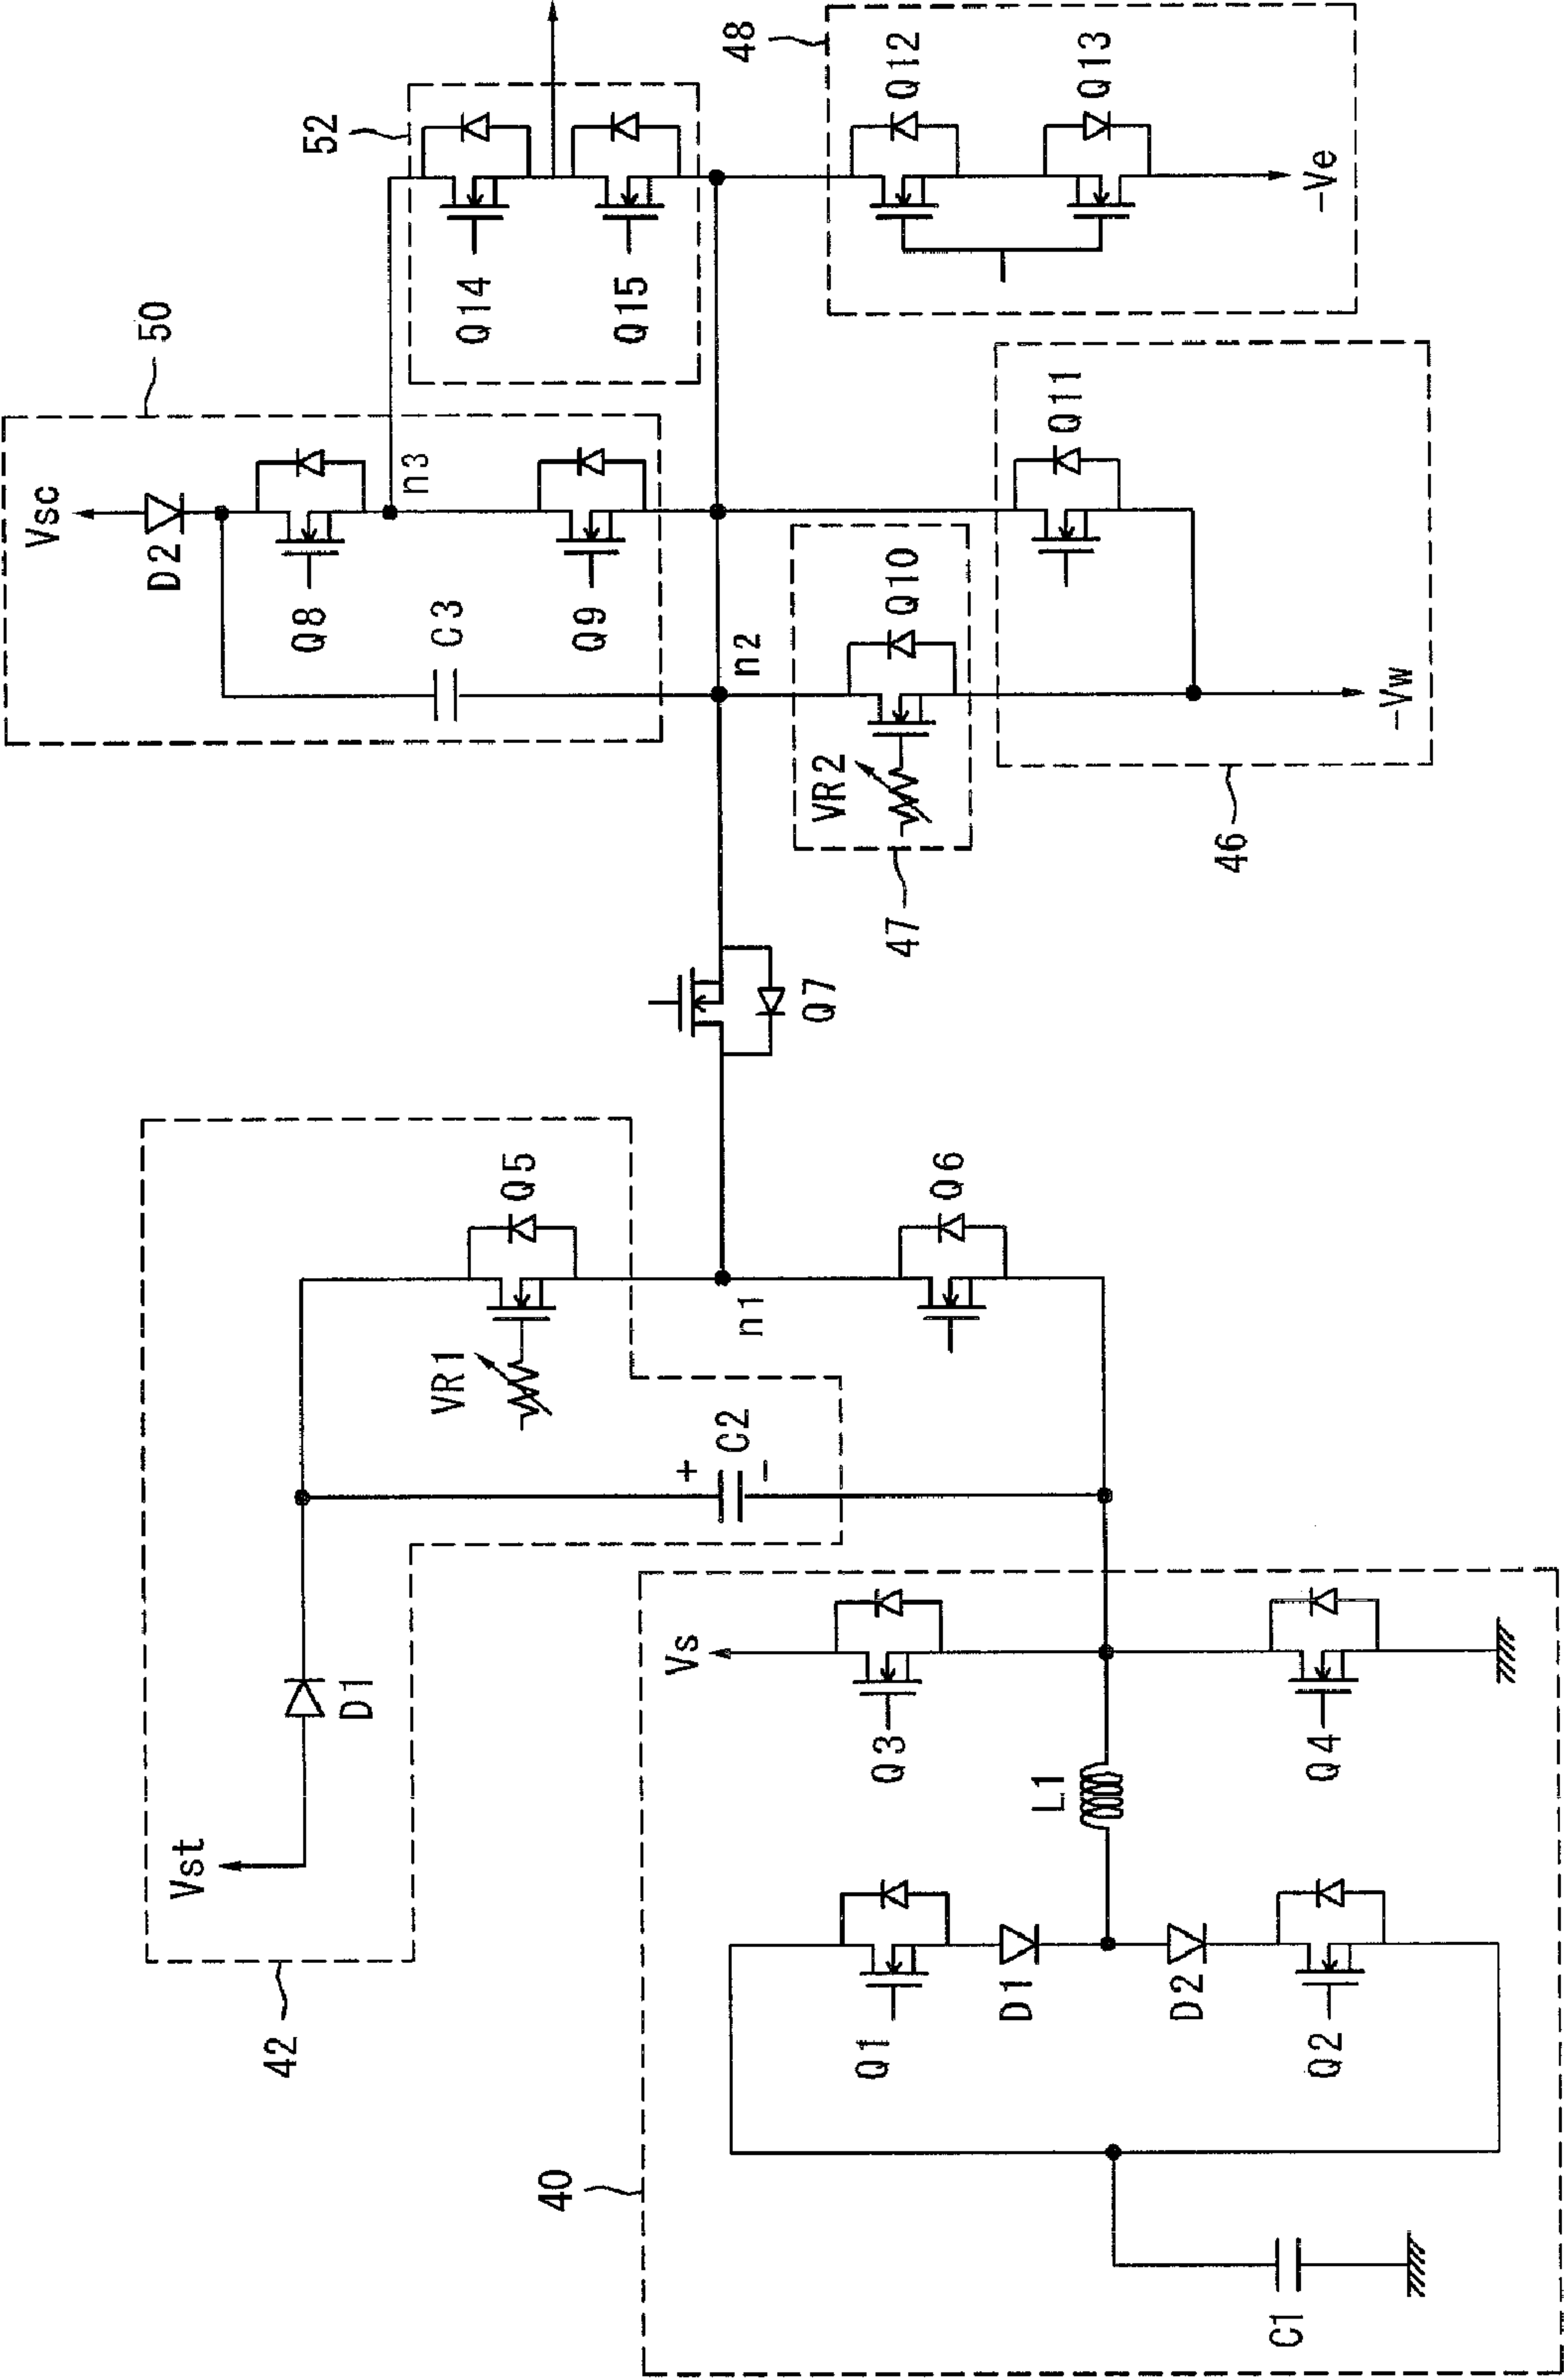 50
Vsc
D2
Q8
C3
Q9
n3
52
Q14
Q15
48
Q12
Q13
-Ve
n2
VR2
Q10
47
Q11
46
-Vw
Q7
42
Vst
D1
VR1
Q5
n1
Q6
C2
+
-
40
Vs
Q3
Q4
L1
Q1
D1
D2
Q2
C1